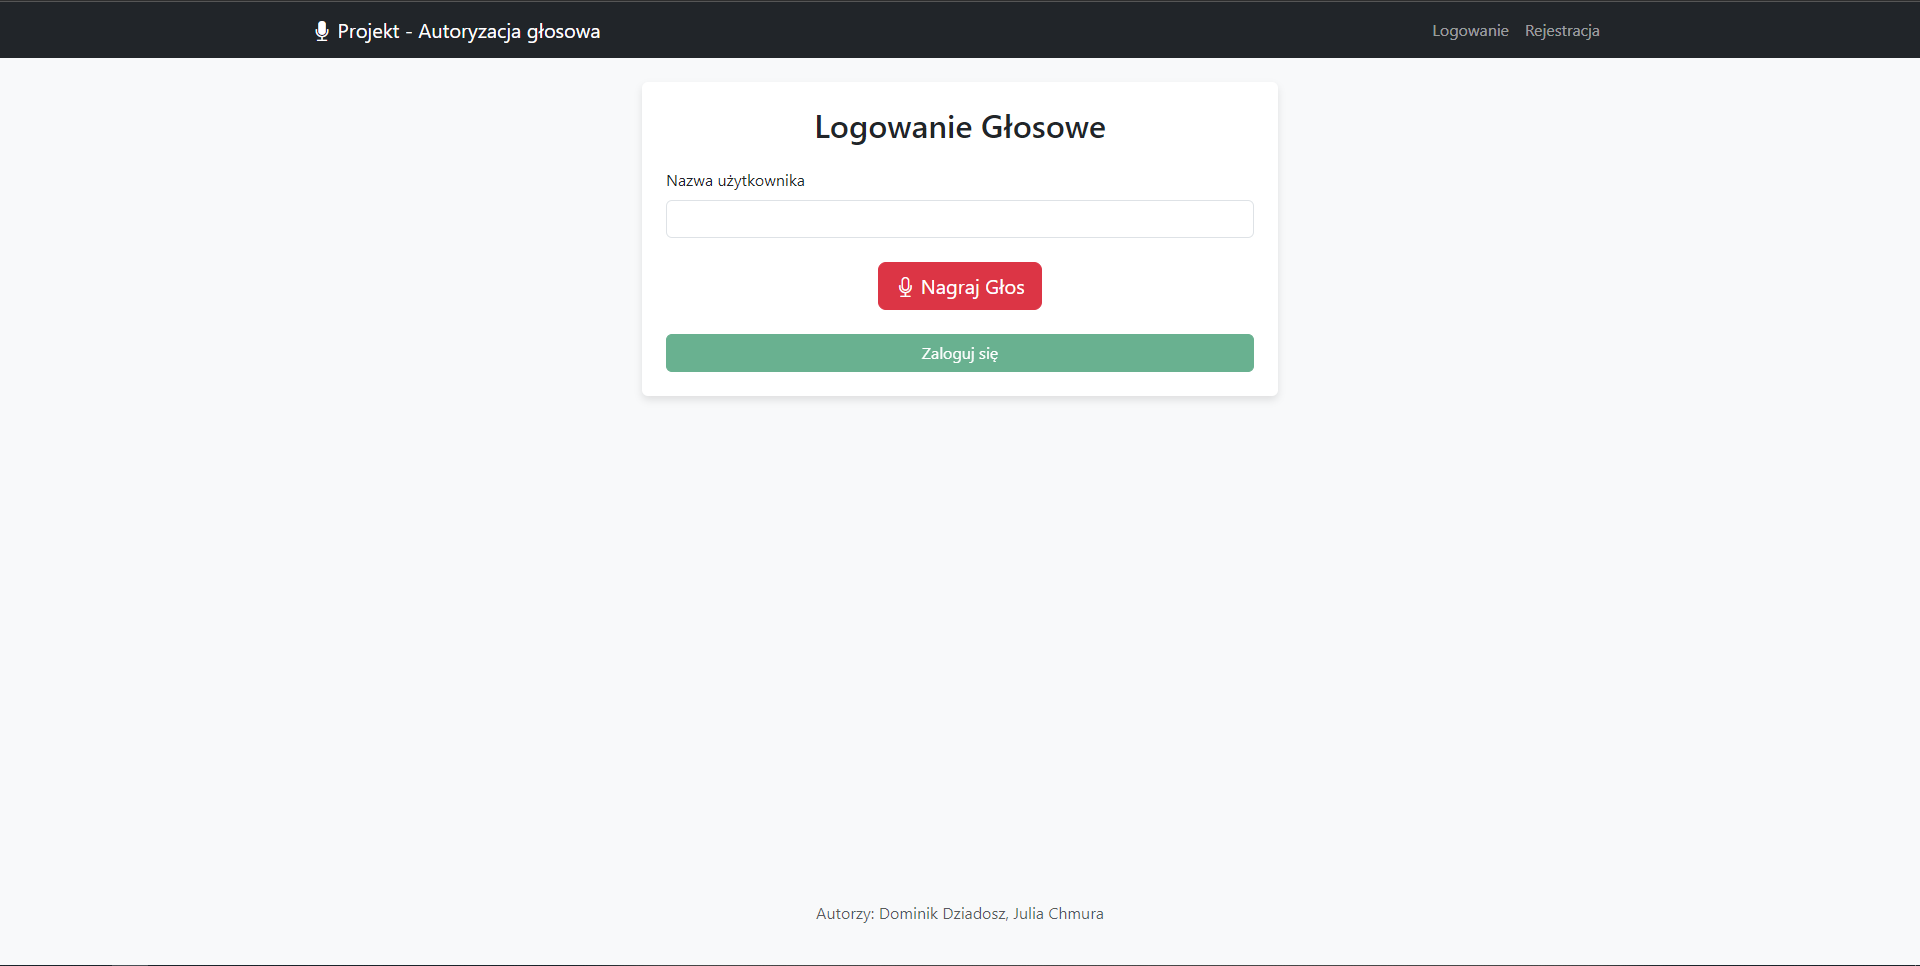 Projekt - Autoryzacja głosowa
Logowanie Rejestracja
Logowanie Głosowe
Nazwa użytkownika
Nagraj Głos
Zaloguj się
Autorzy: Dominik Dziadosz, Julia Chmura